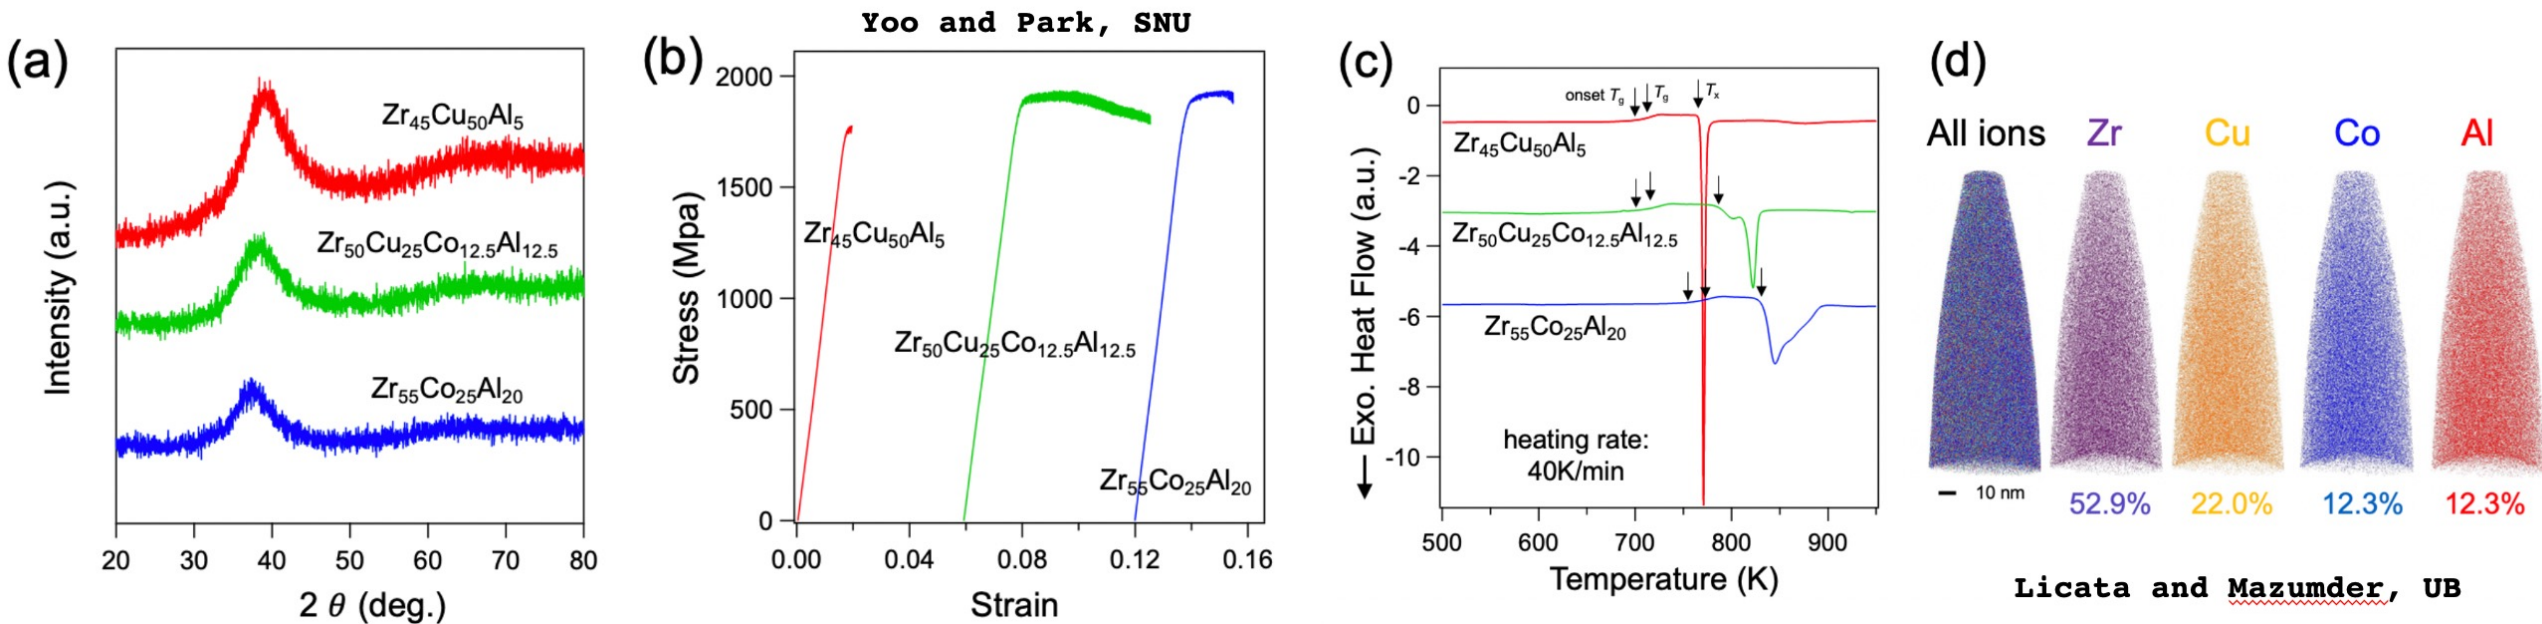 Yoo and Park, SNU
(a)
Intensity (a.u.)
Zr45Cu50Al5
Zr50Cu25Co12.5Al12.5
Zr55Co25Al20
20 30 40 50 60 70 80
2 θ (deg.)
(b)
Stress (Mpa)
2000
1500
1000
500
0
Zr45Cu50Al5
Zr50Cu25Co12.5Al12.5
Zr55Co25Al20
0.00 0.04 0.08 0.12 0.16
Strain
(c)
← Exo. Heat Flow (a.u.)
0
-2
-4
-6
-8
-10
onset Tg Tg Tx
Zr45Cu50Al5
Zr50Cu25Co12.5Al12.5
Zr55Co25Al20
heating rate:
40K/min
500 600 700 800 900
Temperature (K)
(d)
All ions Zr Cu Co Al
10 nm 52.9% 22.0% 12.3% 12.3%
Licata and Mazumder, UB